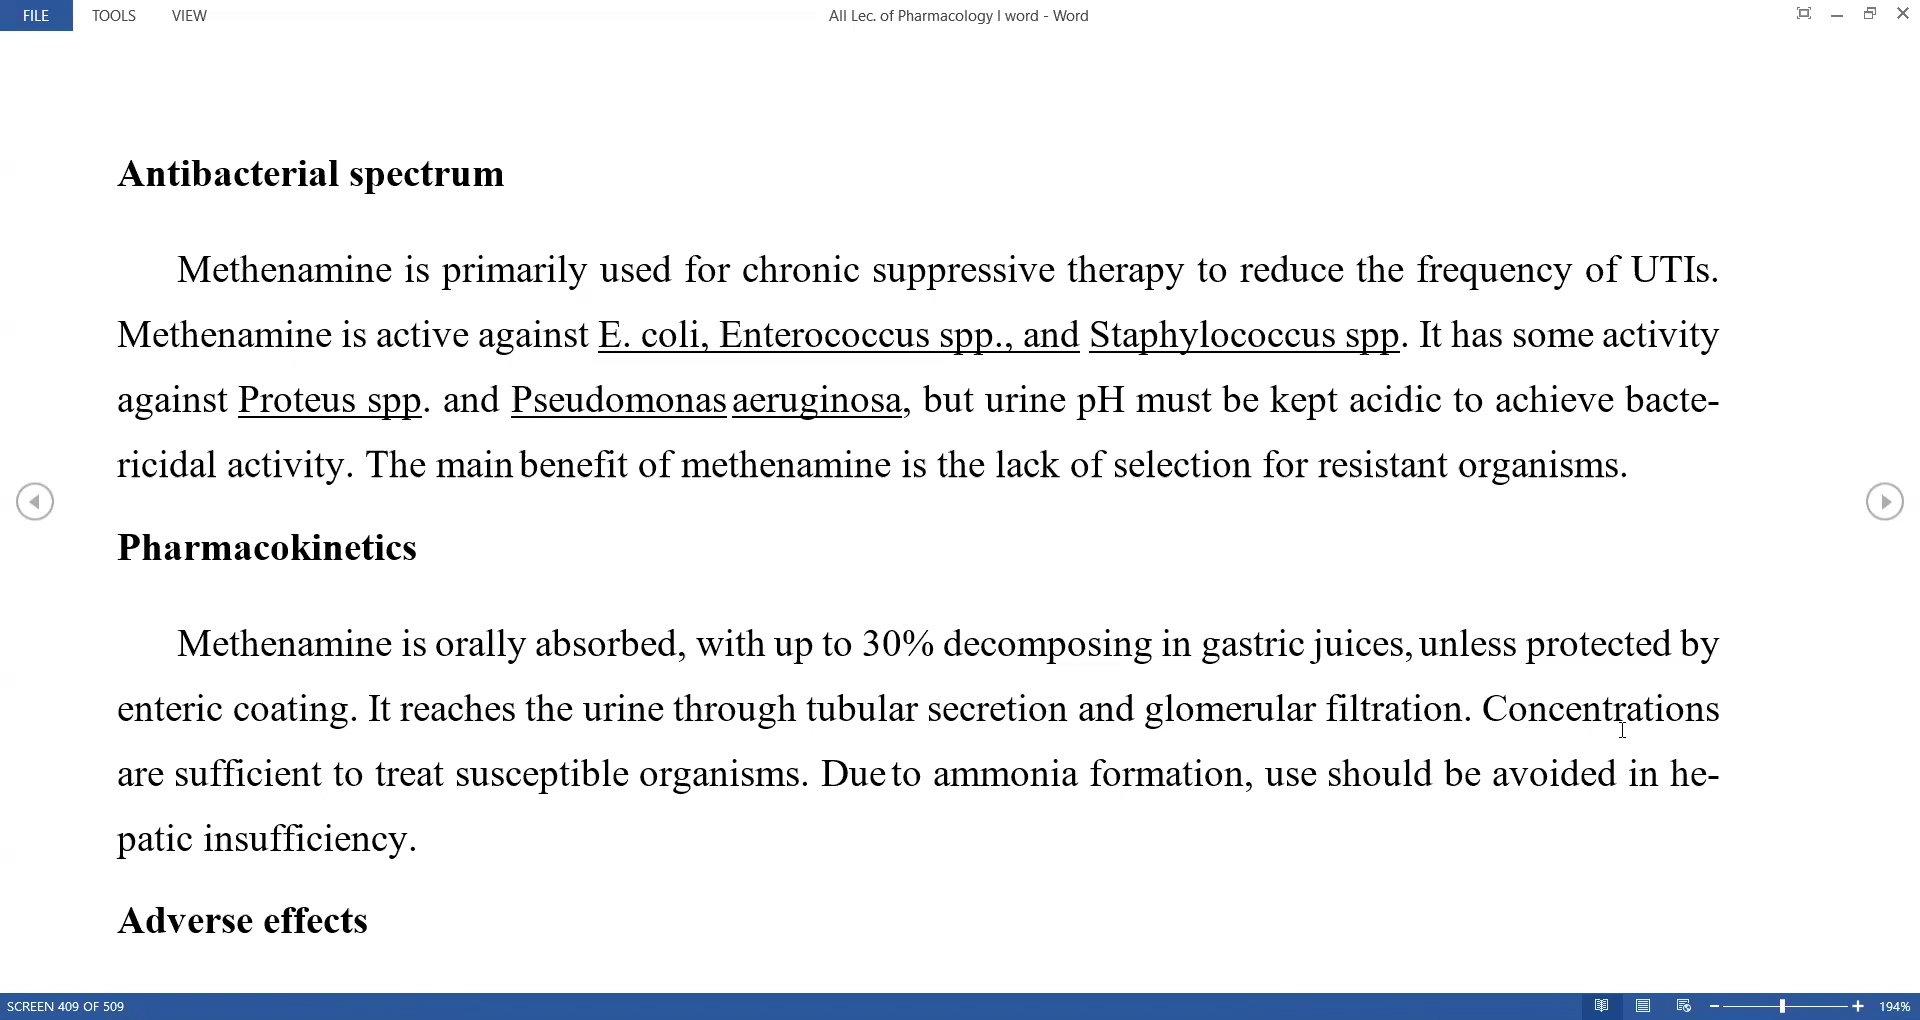 FILE TOOLS VIEW All Lec. of Pharmacology I word - Word
Antibacterial spectrum
Methenamine is primarily used for chronic suppressive therapy to reduce the frequency of UTIs.
Methenamine is active against E. coli, Enterococcus spp., and Staphylococcus spp. It has some activity
against Proteus spp. and Pseudomonas aeruginosa, but urine pH must be kept acidic to achieve bacte-
ricidal activity. The main benefit of methenamine is the lack of selection for resistant organisms.
Pharmacokinetics
Methenamine is orally absorbed, with up to 30% decomposing in gastric juices, unless protected by
enteric coating. It reaches the urine through tubular secretion and glomerular filtration. Concentrations
are sufficient to treat susceptible organisms. Due to ammonia formation, use should be avoided in he-
patic insufficiency.
Adverse effects
SCREEN 409 OF 509 194%